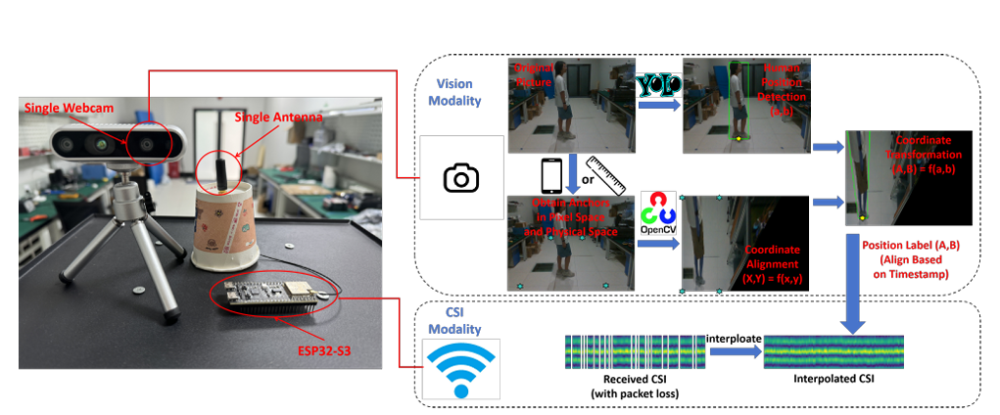 Single Webcam
Single Antenna
ESP32-S3
Vision
Modality
Original
Picture
YOLO
Human
Position
Detection
(a,b)
or
Obtain Anchors
in Pixel Space
and Physical Space
OpenCV
Coordinate
Alignment
(X,Y) = f(x,y)
Coordinate
Transformation
(A,B) = f(a,b)
Position Label (A,B)
(Align Based
on Timestamp)
CSI
Modality
Received CSI
(with packet loss)
interploate
Interpolated CSI